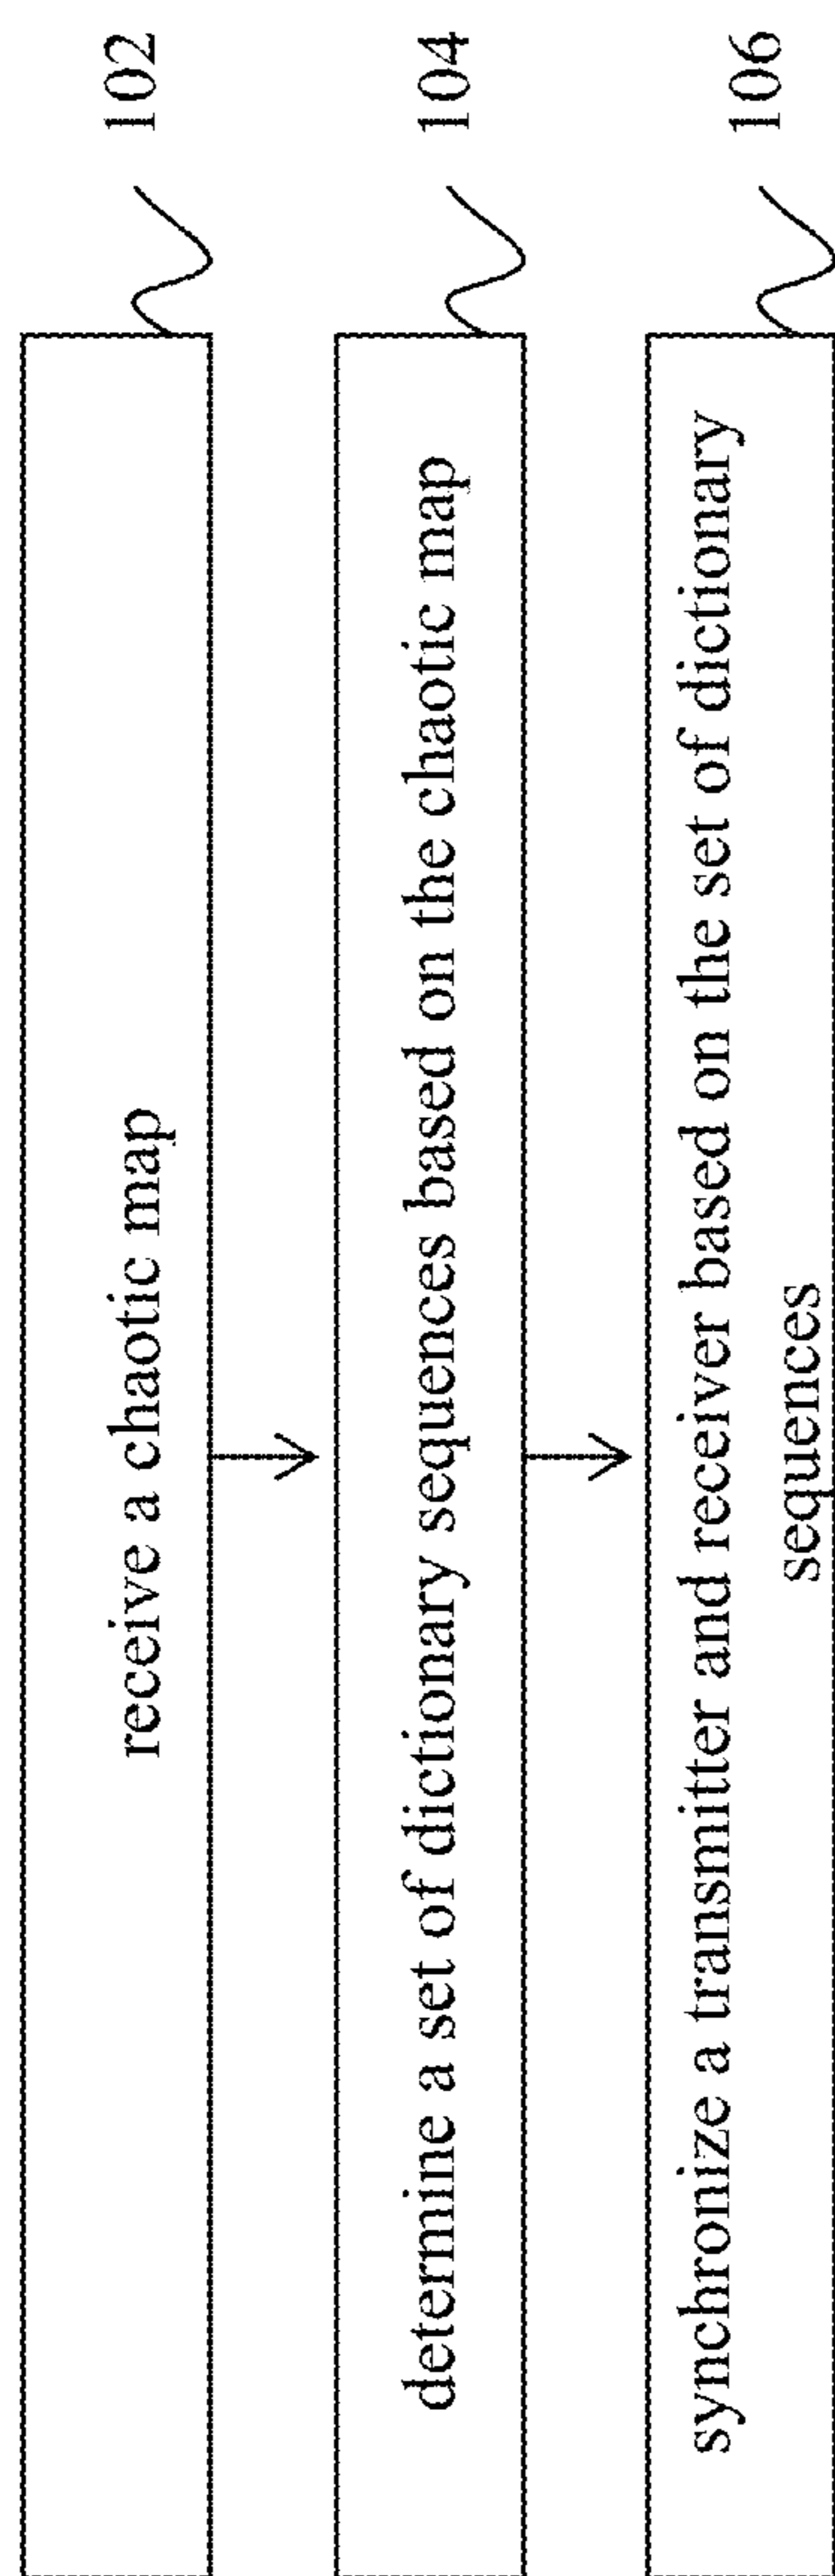 receive a chaotic map
102
determine a set of dictionary sequences based on the chaotic map
104
synchronize a transmitter and receiver based on the set of dictionary
sequences
106